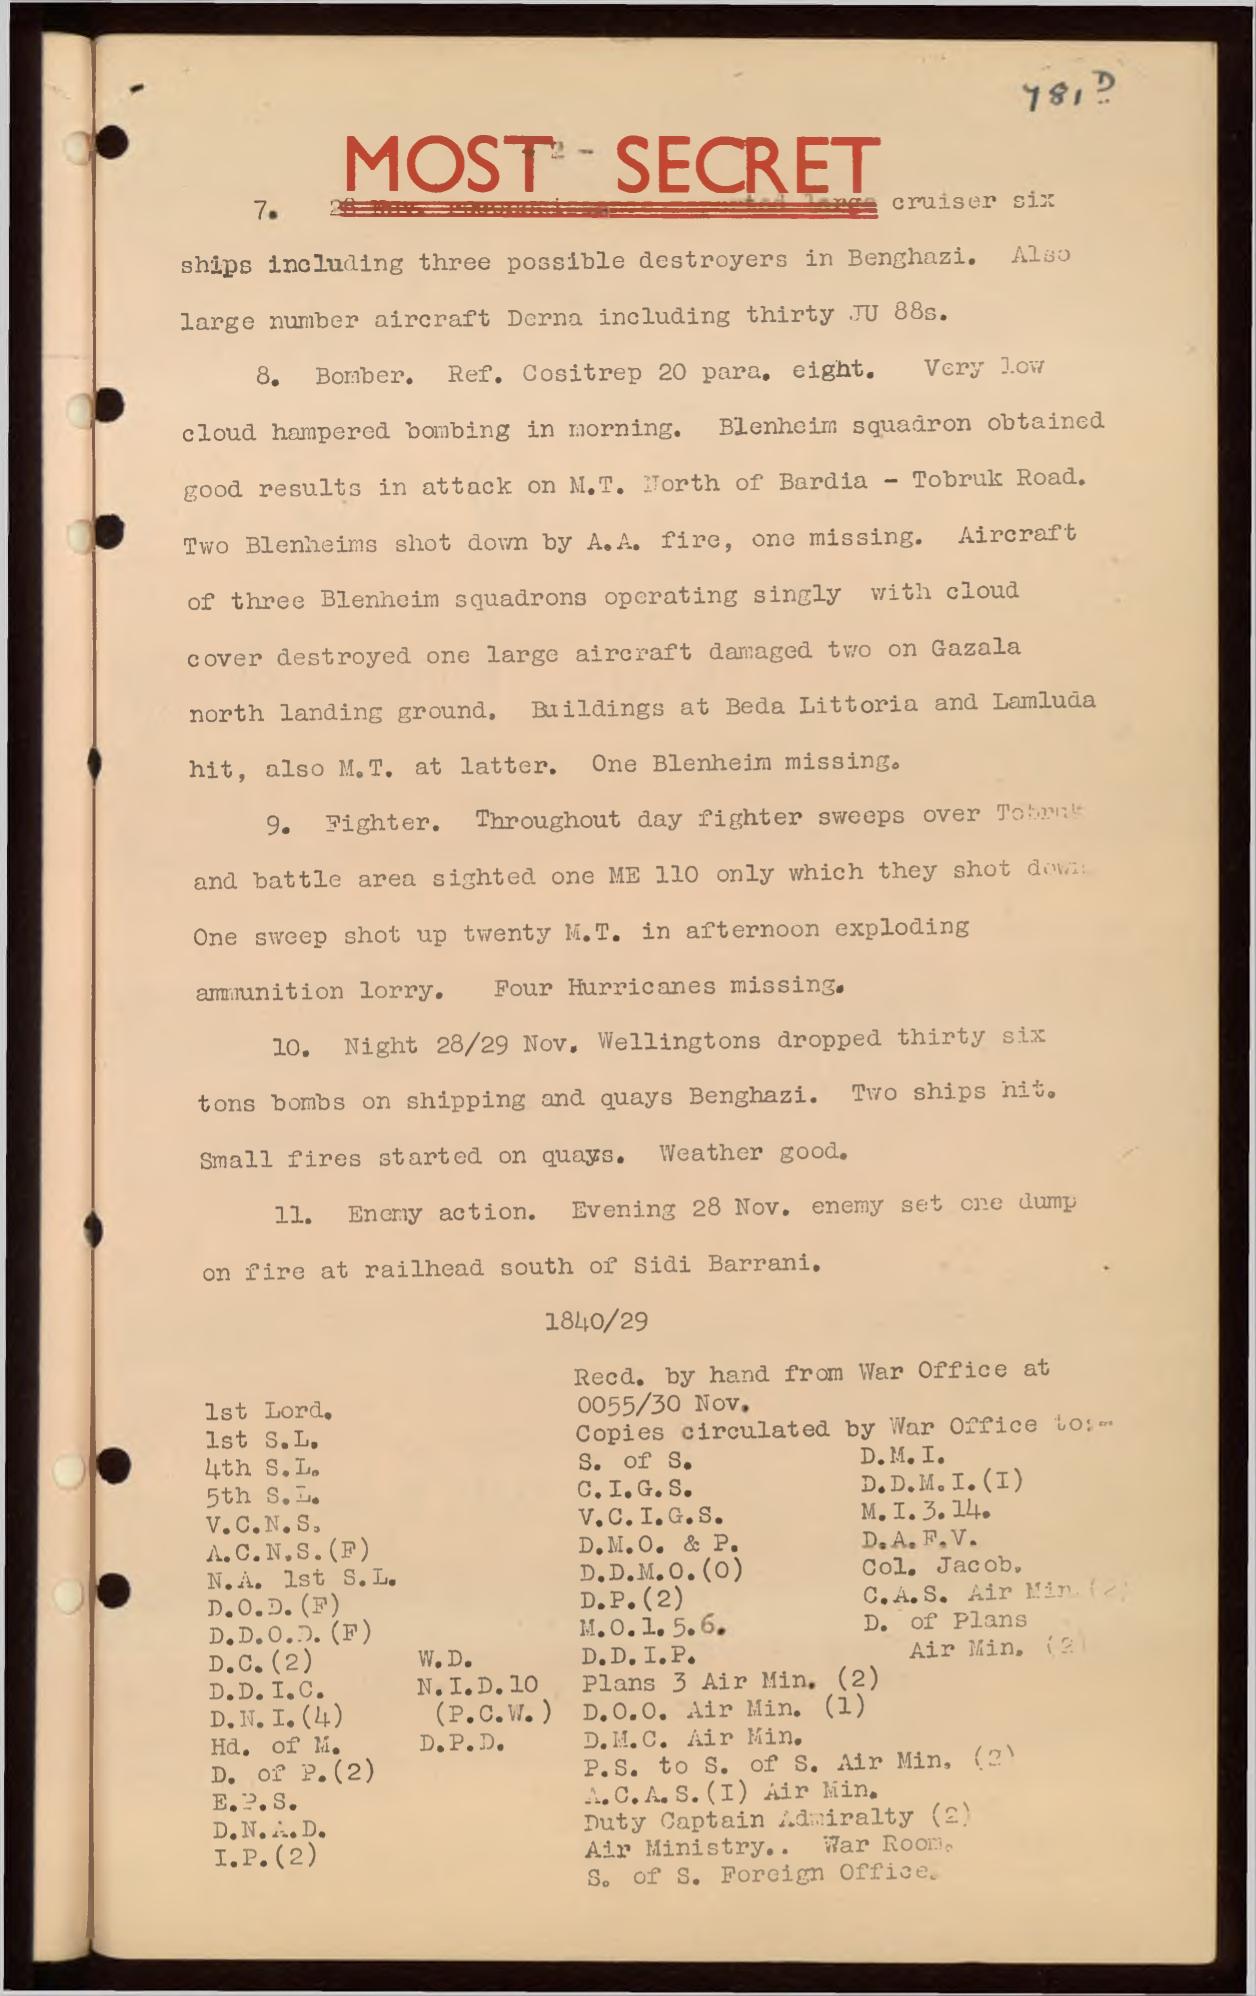 781D
MOST SECRET
2 -
7. 28 Nov. large cruiser six
ships including three possible destroyers in Benghazi. Also
large number aircraft Derna including thirty JU 88s.
8. Bomber. Ref. Cositrep 20 para. eight. Very low
cloud hampered bombing in morning. Blenheim squadron obtained
good results in attack on M.T. North of Bardia - Tobruk Road.
Two Blenheims shot down by A.A. fire, one missing. Aircraft
of three Blenheim squadrons operating singly with cloud
cover destroyed one large aircraft damaged two on Gazala
north landing ground. Buildings at Beda Littoria and Lamluda
hit, also M.T. at latter. One Blenheim missing.
9. Fighter. Throughout day fighter sweeps over Tobruk
and battle area sighted one ME 110 only which they shot down
One sweep shot up twenty M.T. in afternoon exploding
ammunition lorry. Four Hurricanes missing.
10. Night 28/29 Nov. Wellingtons dropped thirty six
tons bombs on shipping and quays Benghazi. Two ships hit.
Small fires started on quays. Weather good.
11. Enemy action. Evening 28 Nov. enemy set one dump
on fire at railhead south of Sidi Barrani.
1840/29
Recd. by hand from War Office at
0055/30 Nov.
Copies circulated by War Office to:-
1st Lord.
1st S.L.
4th S.L.
5th S.L.
V.C.N.S.
A.C.N.S.(F)
N.A. 1st S.L.
D.O.D.(F)
D.D.O.D.(F)
D.C.(2)
D.D.I.C.
D.N.I.(4)
Hd. of M.
D. of P.(2)
E.P.S.
D.N.A.D.
I.P.(2)
W.D.
N.I.D.10
(P.C.W.)
D.P.D.
S. of S.
C.I.G.S.
V.C.I.G.S.
D.M.O. & P.
D.D.M.O.(O)
D.P.(2)
M.O.1.5.6.
D.D.I.P.
Plans 3 Air Min. (2)
D.O.O. Air Min. (1)
D.M.C. Air Min.
P.S. to S. of S. Air Min. (2)
A.C.A.S.(I) Air Min.
Duty Captain Admiralty (2)
Air Ministry.. War Room.
S. of S. Foreign Office.
D.M.I.
D.D.M.I.(I)
M.I.3.14.
D.A.F.V.
Col. Jacob.
C.A.S. Air Min.(2)
D. of Plans
Air Min. (2)